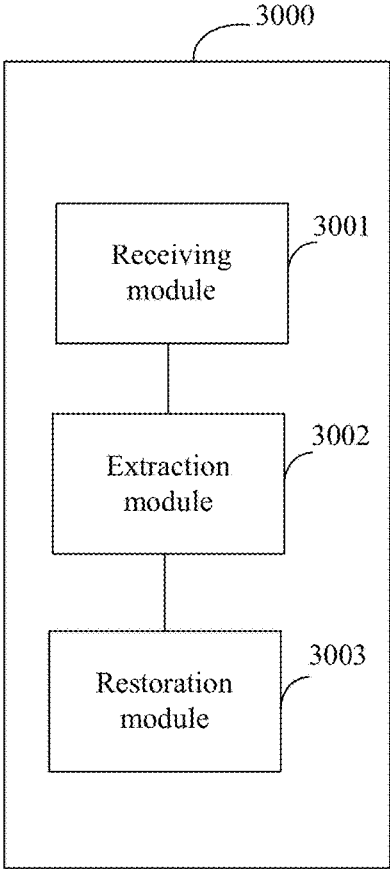 3000
3001
Receiving
module
3002
Extraction
module
3003
Restoration
module